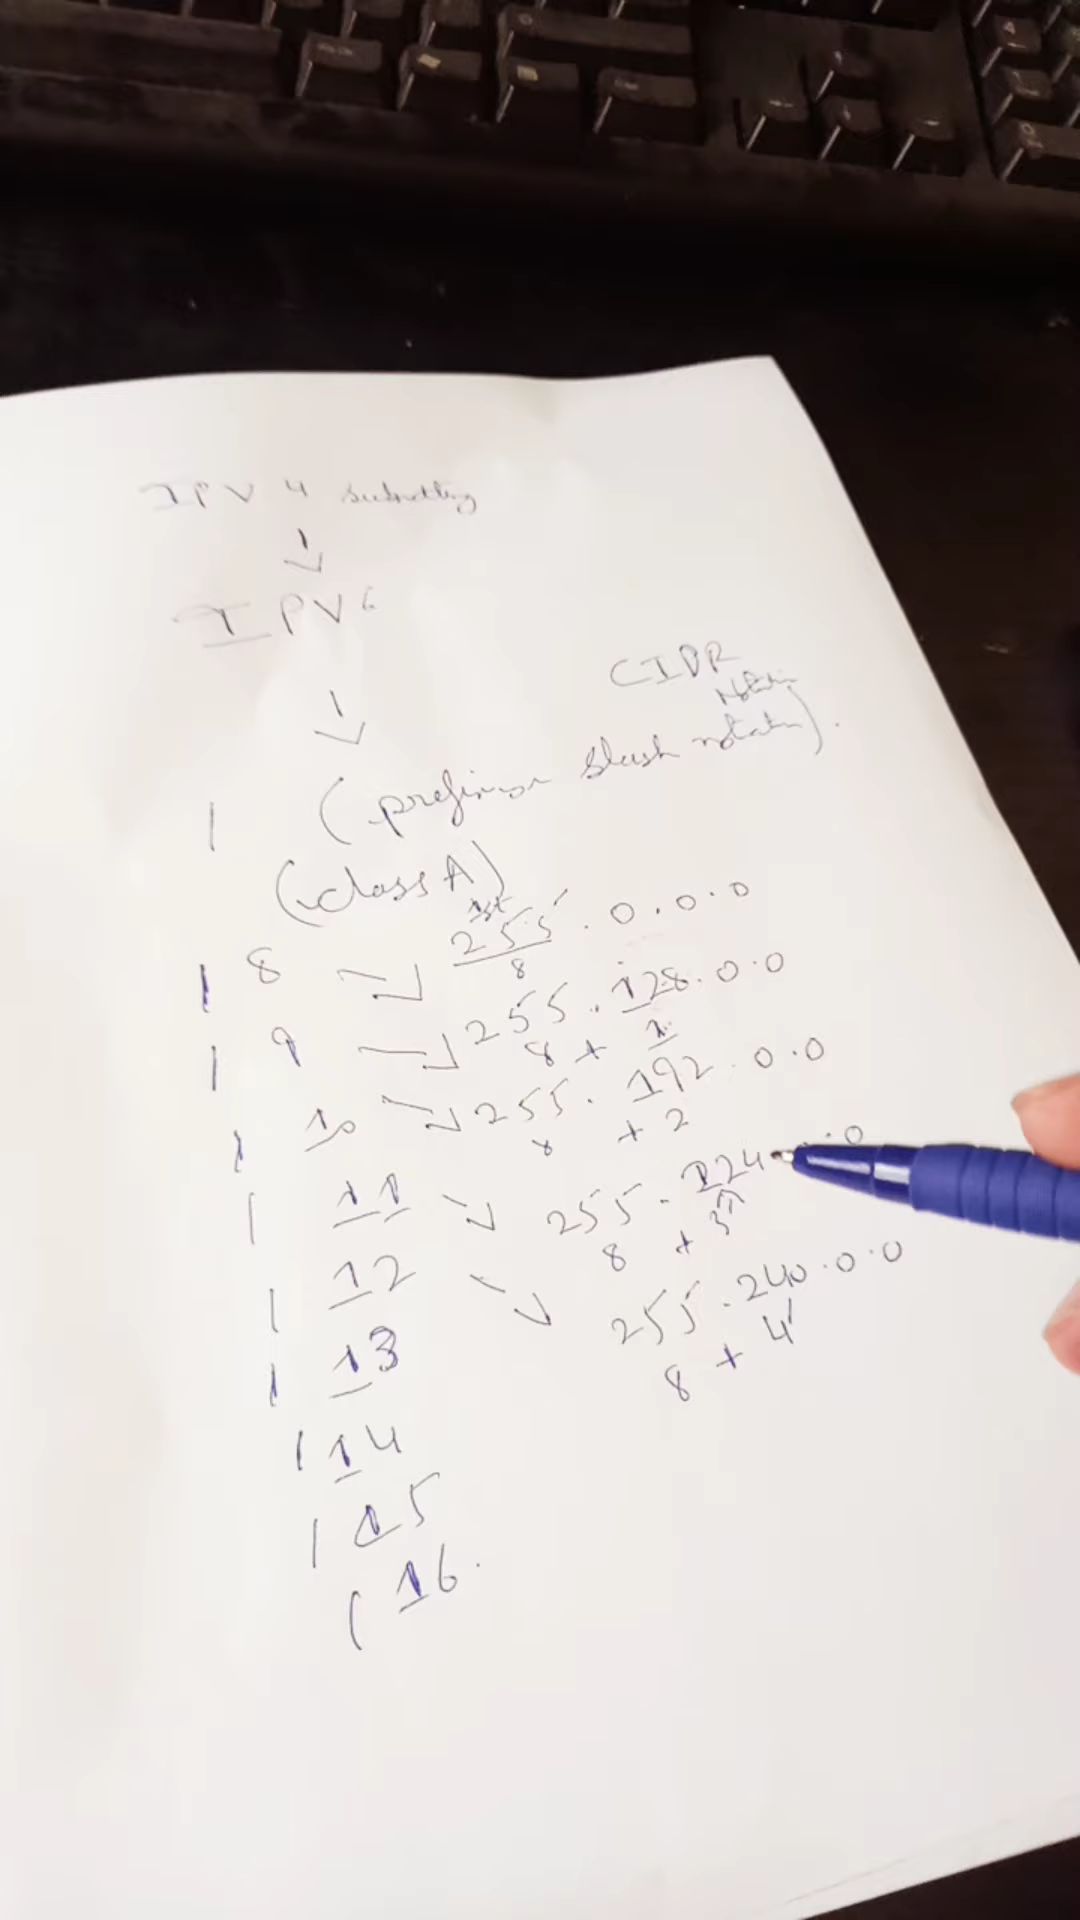 IPV 4 subnetting
IPV6
CIDR
Notation
(prefix or slash notation).
(class A)
1st
/ 8 → 255.0.0.0
8
/ 9 → 255.128.0.0
8 + 1
/ 10 → 255.192.0.0
8 + 2
/ 11 → 255.224.0.0
8 + 3
/ 12 → 255.240.0.0
8 + 4
/ 13
/ 14
/ 15
/ 16.